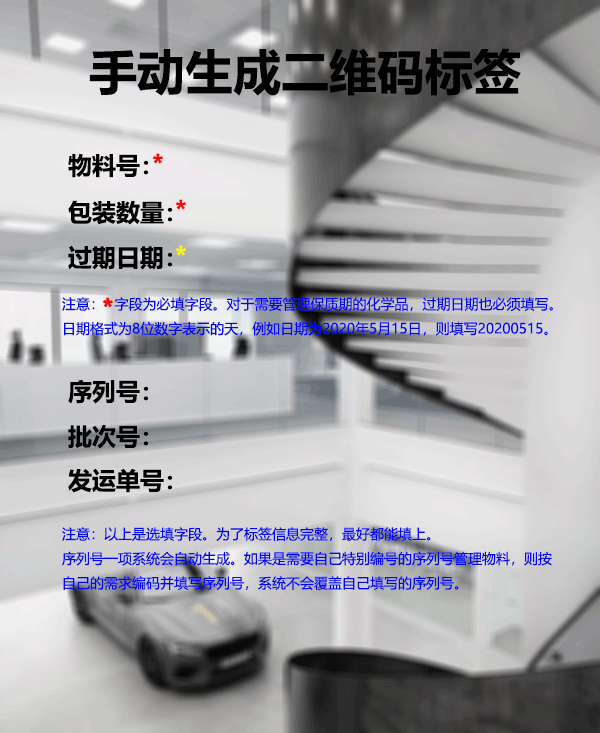 手动生成二维码标签
物料号：*
包装数量：*
过期日期：*
注意：*字段为必填字段。对于需要管理保质期的化学品，过期日期也必须填写。
日期格式为8位数字表示的天，例如日期为2020年5月15日，则填写20200515。
序列号：
批次号：
发运单号：
注意：以上是选填字段。为了标签信息完整，最好都能填上。
序列号一项系统会自动生成。如果是需要自己特别编号的序列号管理物料，则按
自己的需求编码并填写序列号，系统不会覆盖自己填写的序列号。